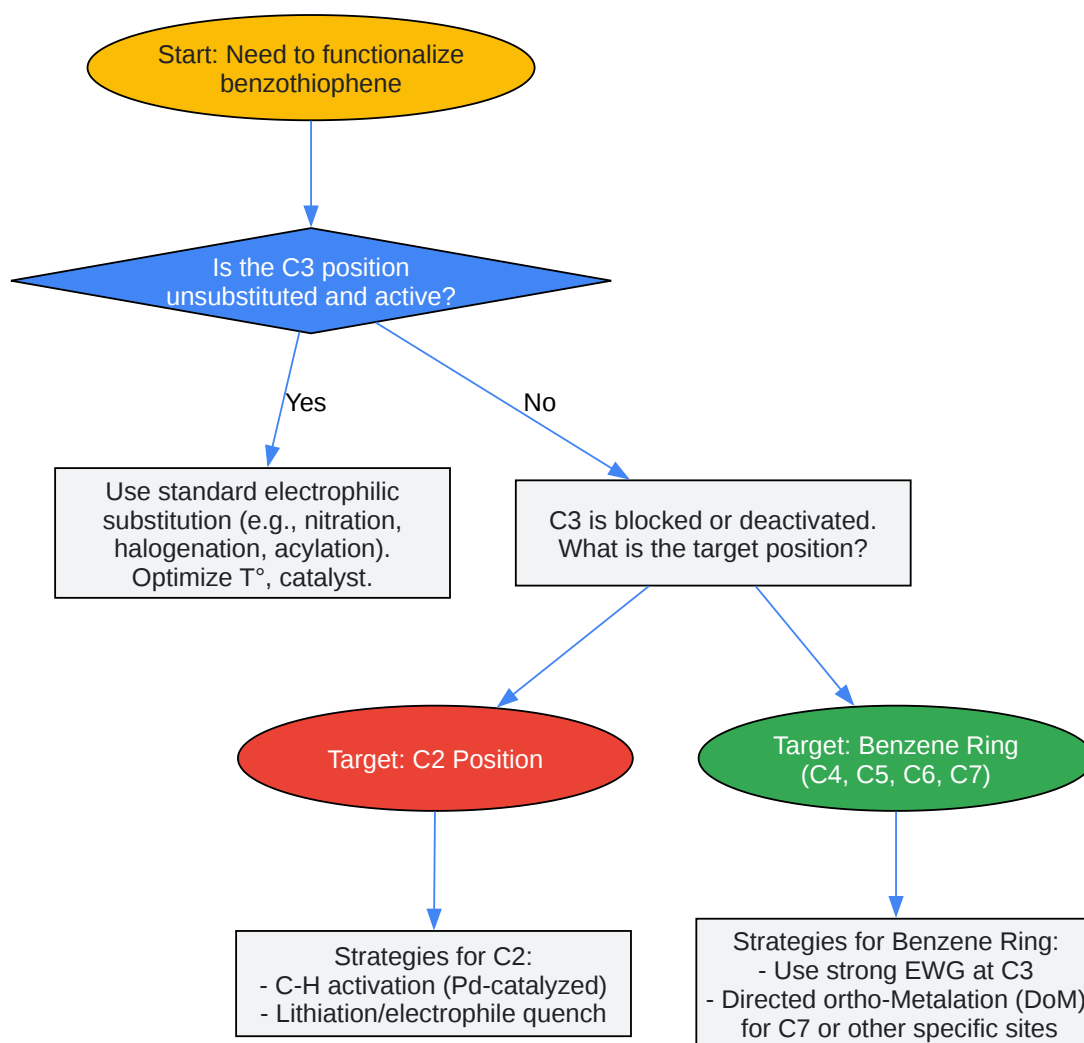 Start: Need to functionalize
benzothiophene
Is the C3 position
unsubstituted and active?
Yes
No
Use standard electrophilic
substitution (e.g., nitration,
halogenation, acylation).
Optimize T°, catalyst.
C3 is blocked or deactivated.
What is the target position?
Target: C2 Position
Target: Benzene Ring
(C4, C5, C6, C7)
Strategies for C2:
- C-H activation (Pd-catalyzed)
- Lithiation/electrophile quench
Strategies for Benzene Ring:
- Use strong EWG at C3
- Directed ortho-Metalation (DoM)
for C7 or other specific sites